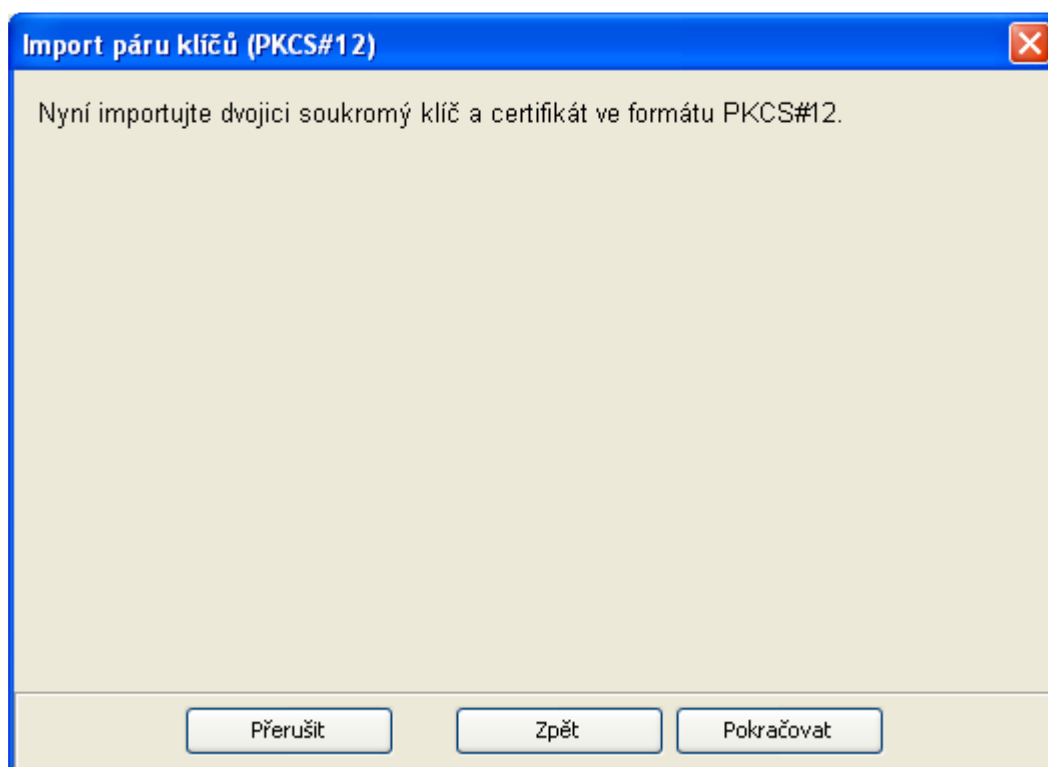 Import páru klíčů (PKCS#12)
Nyní importujte dvojici soukromý klíč a certifikát ve formátu PKCS#12.
Přerušit
Zpět
Pokračovat